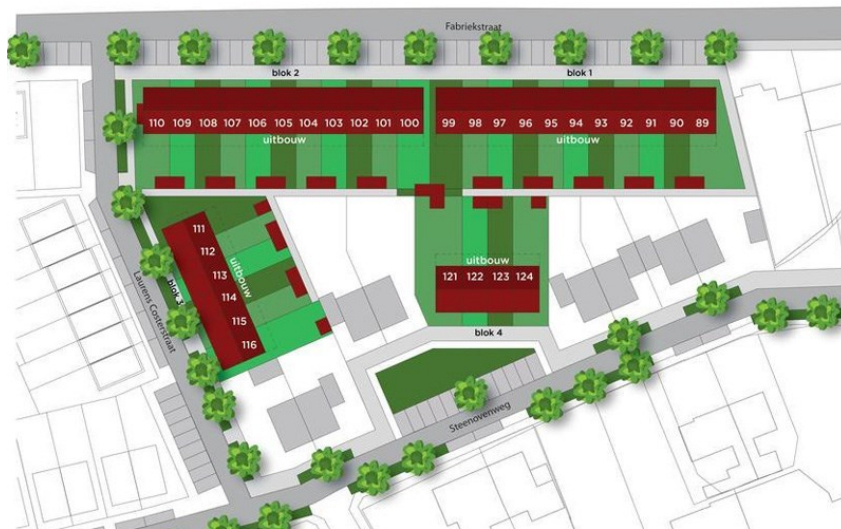 Fabriekstraat
blok 2
blok 1
110 109 108 107 106 105 104 103 102 101 100
99 98 97 96 95 94 93 92 91 90 89
uitbouw
uitbouw
111
112
113
114
115
116
uitbouw
blok 3
Laurens Costerstraat
uitbouw
121 122 123 124
blok 4
Steenovenweg